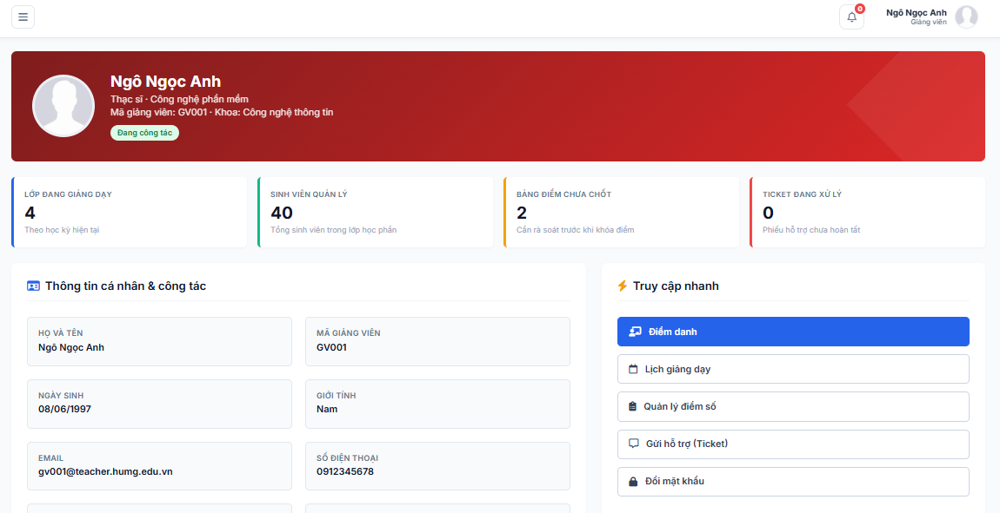 0
Ngô Ngọc Anh
Giảng viên
Ngô Ngọc Anh
Thạc sĩ · Công nghệ phần mềm
Mã giảng viên: GV001 · Khoa: Công nghệ thông tin
Đang công tác
LỚP ĐANG GIẢNG DẠY
4
Theo học kỳ hiện tại
SINH VIÊN QUẢN LÝ
40
Tổng sinh viên trong lớp học phần
BẢNG ĐIỂM CHƯA CHỐT
2
Cần rà soát trước khi khóa điểm
TICKET ĐANG XỬ LÝ
0
Phiếu hỗ trợ chưa hoàn tất
Thông tin cá nhân & công tác
HỌ VÀ TÊN
Ngô Ngọc Anh
MÃ GIẢNG VIÊN
GV001
NGÀY SINH
08/06/1997
GIỚI TÍNH
Nam
EMAIL
gv001@teacher.humg.edu.vn
SỐ ĐIỆN THOẠI
0912345678
Truy cập nhanh
Điểm danh
Lịch giảng dạy
Quản lý điểm số
Gửi hỗ trợ (Ticket)
Đổi mật khẩu